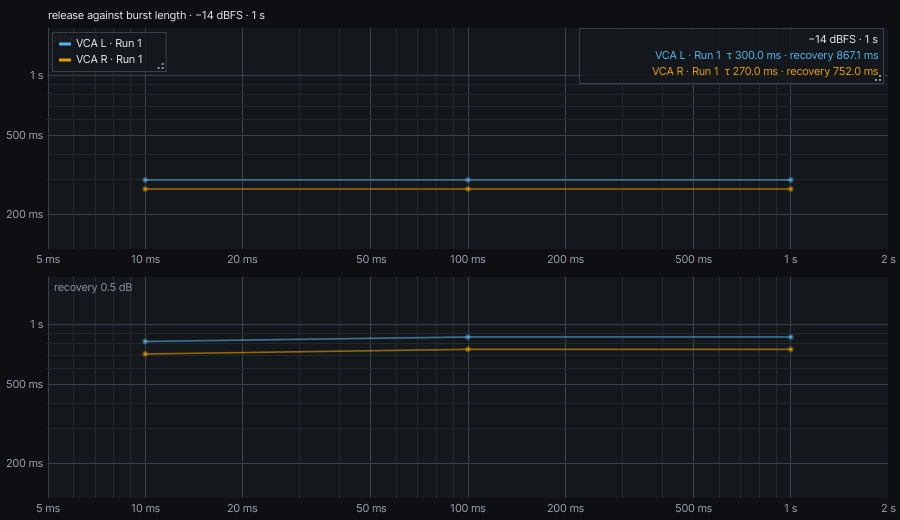 release against burst length · −14 dBFS · 1 s
VCA L · Run 1
VCA R · Run 1
−14 dBFS · 1 s
VCA L · Run 1 τ 300.0 ms · recovery 867.1 ms
VCA R · Run 1 τ 270.0 ms · recovery 752.0 ms
1 s
500 ms
200 ms
5 ms 10 ms 20 ms 50 ms 100 ms 200 ms 500 ms 1 s 2 s
recovery 0.5 dB
1 s
500 ms
200 ms
5 ms 10 ms 20 ms 50 ms 100 ms 200 ms 500 ms 1 s 2 s